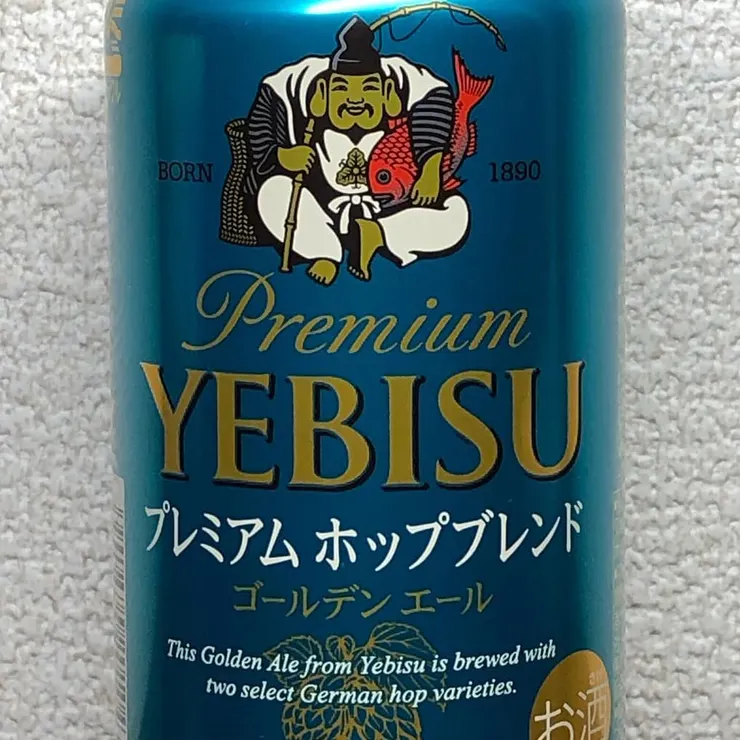 BORN 1890
Premium
YEBISU
プレミアム ホップブレンド
ゴールデン エール
This Golden Ale from Yebisu is brewed with
two select German hop varieties.
お酒